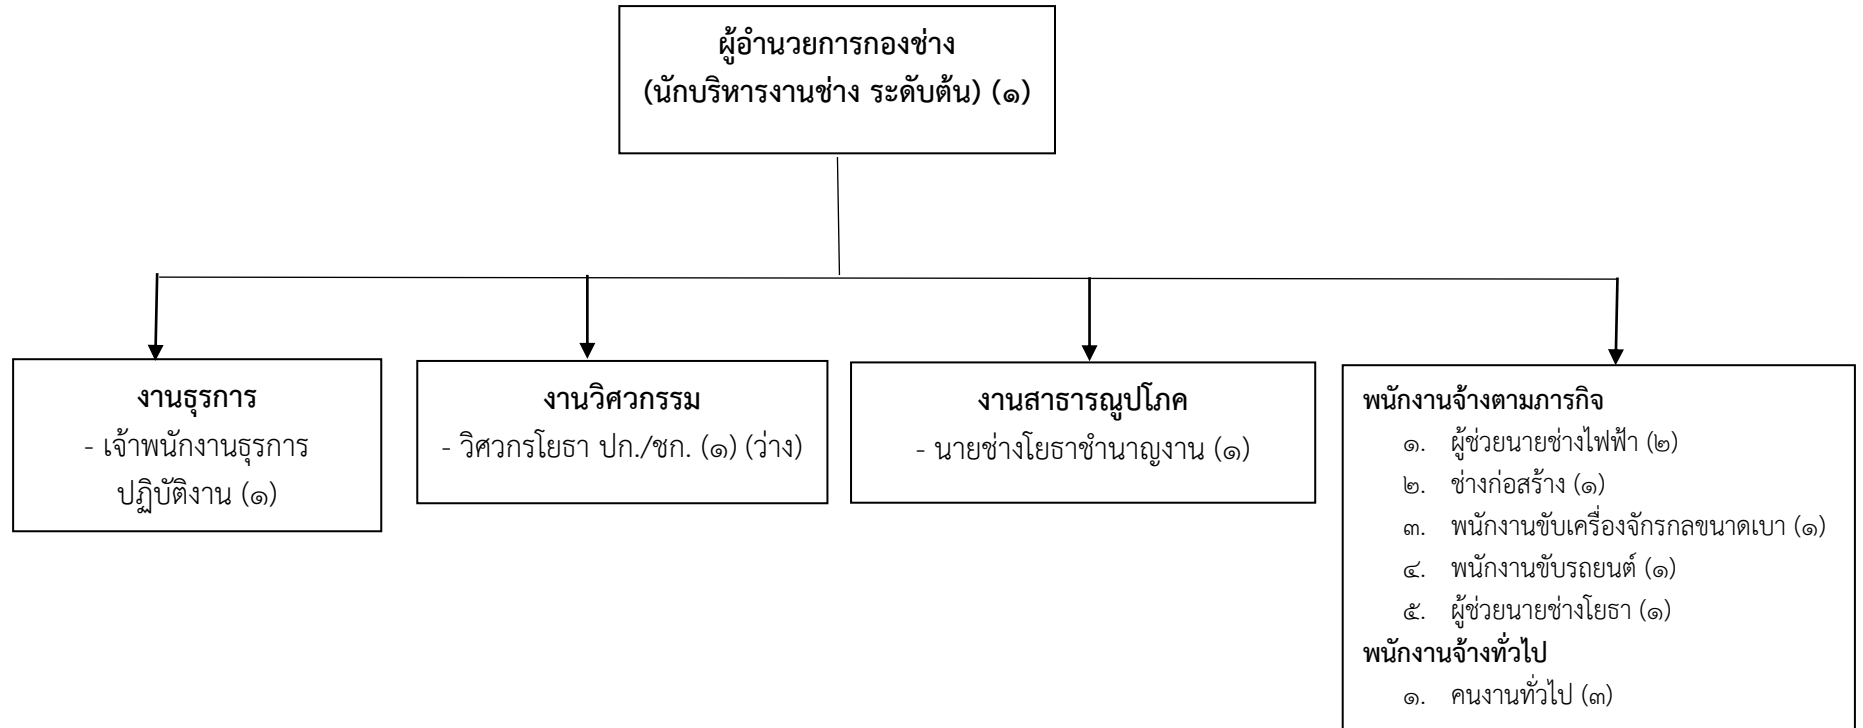 ผู้อำนวยการกองช่าง
(นักบริหารงานช่าง ระดับต้น) (๑)
งานธุรการ
- เจ้าพนักงานธุรการ
ปฏิบัติงาน (๑)
งานวิศวกรรม
- วิศวกรโยธา ปก./ชก. (๑) (ว่าง)
งานสาธารณูปโภค
- นายช่างโยธาชำนาญงาน (๑)
พนักงานจ้างตามภารกิจ
๑. ผู้ช่วยนายช่างไฟฟ้า (๒)
๒. ช่างก่อสร้าง (๑)
๓. พนักงานขับเครื่องจักรกลขนาดเบา (๑)
๔. พนักงานขับรถยนต์ (๑)
๕. ผู้ช่วยนายช่างโยธา (๑)
พนักงานจ้างทั่วไป
๑. คนงานทั่วไป (๓)